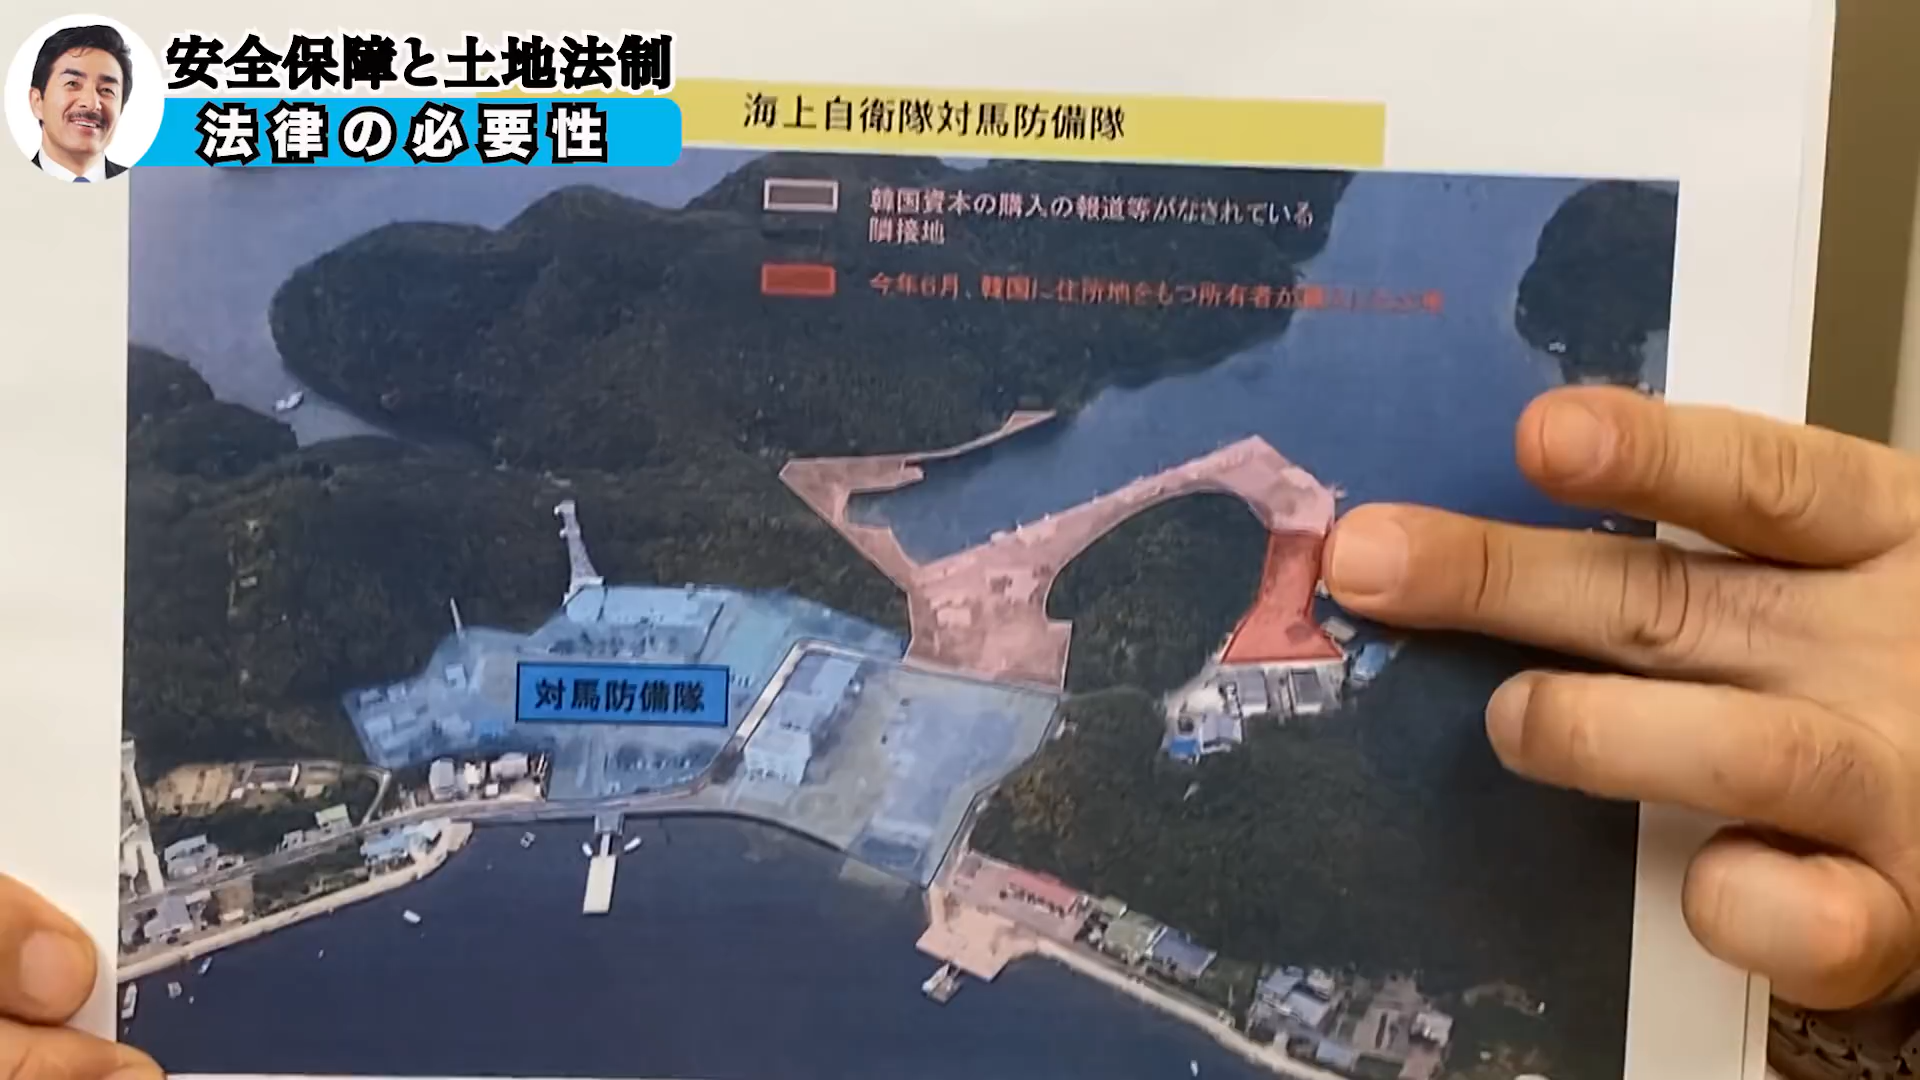 安全保障と土地法制
法律の必要性
海上自衛隊対馬防備隊
韓国資本の購入の報道等がなされている
隣接地
今年6月、韓国に住所地をもつ所有者が
対馬防備隊